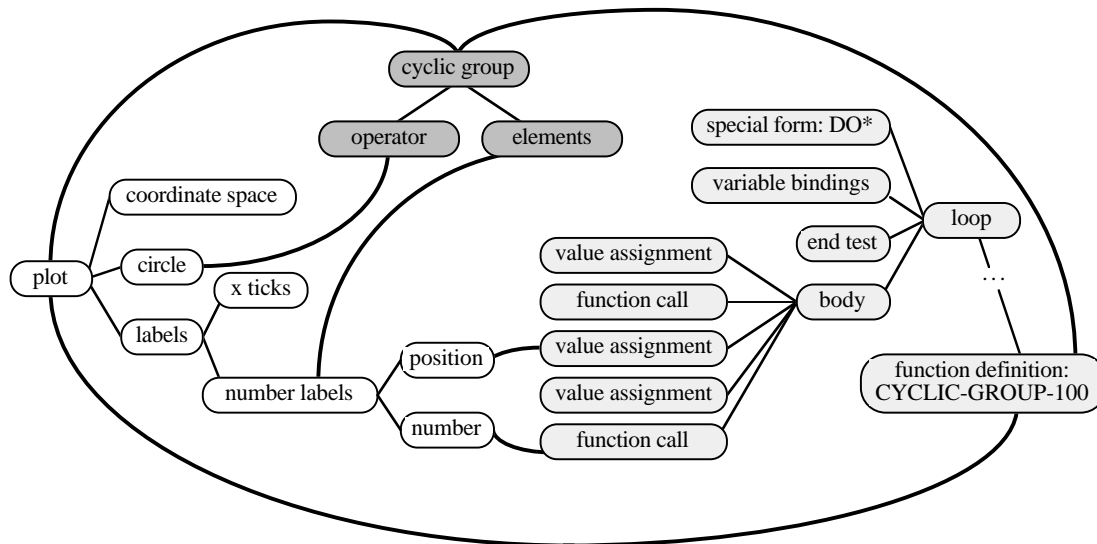 cyclic group
special form: DO*
operator
elements
coordinate space
variable bindings
loop
end test
value assignment
circle
plot
x ticks
...
function call
body
labels
value assignment
position
function definition:
CYCLIC-GROUP-100
number labels
value assignment
number
function call